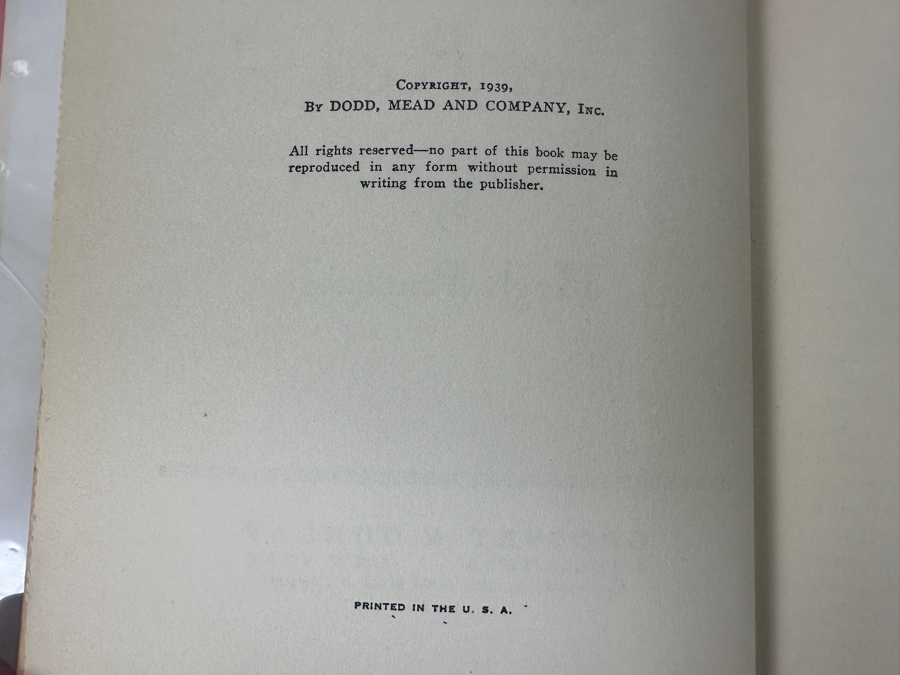 Copyright, 1939,
By DODD, MEAD AND COMPANY, Inc.
All rights reserved—no part of this book may be
reproduced in any form without permission in
writing from the publisher.
PRINTED IN THE U. S. A.